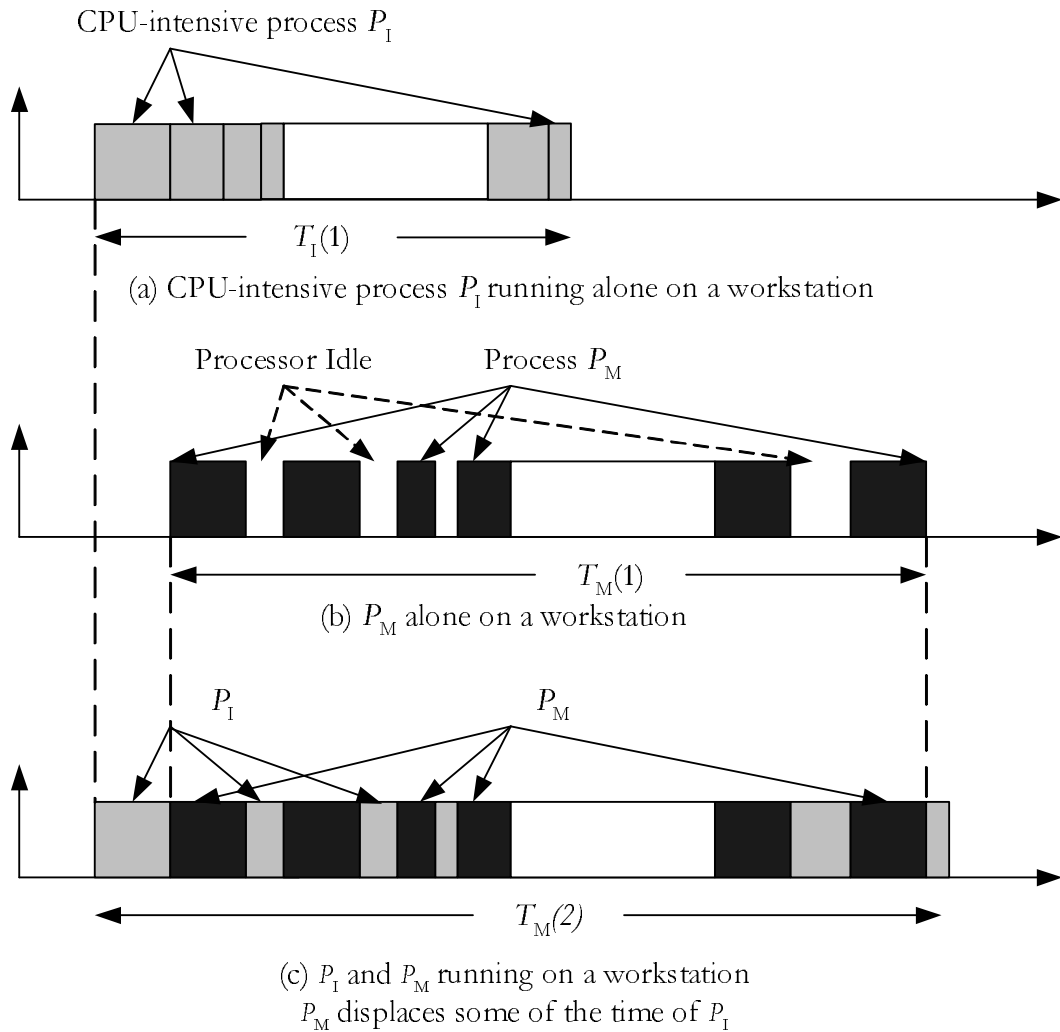 CPU-intensive process P_I
T_I(1)
(a) CPU-intensive process P_I running alone on a workstation
Processor Idle
Process P_M
T_M(1)
(b) P_M alone on a workstation
P_I
P_M
T_M(2)
(c) P_I and P_M running on a workstation
P_M displaces some of the time of P_I